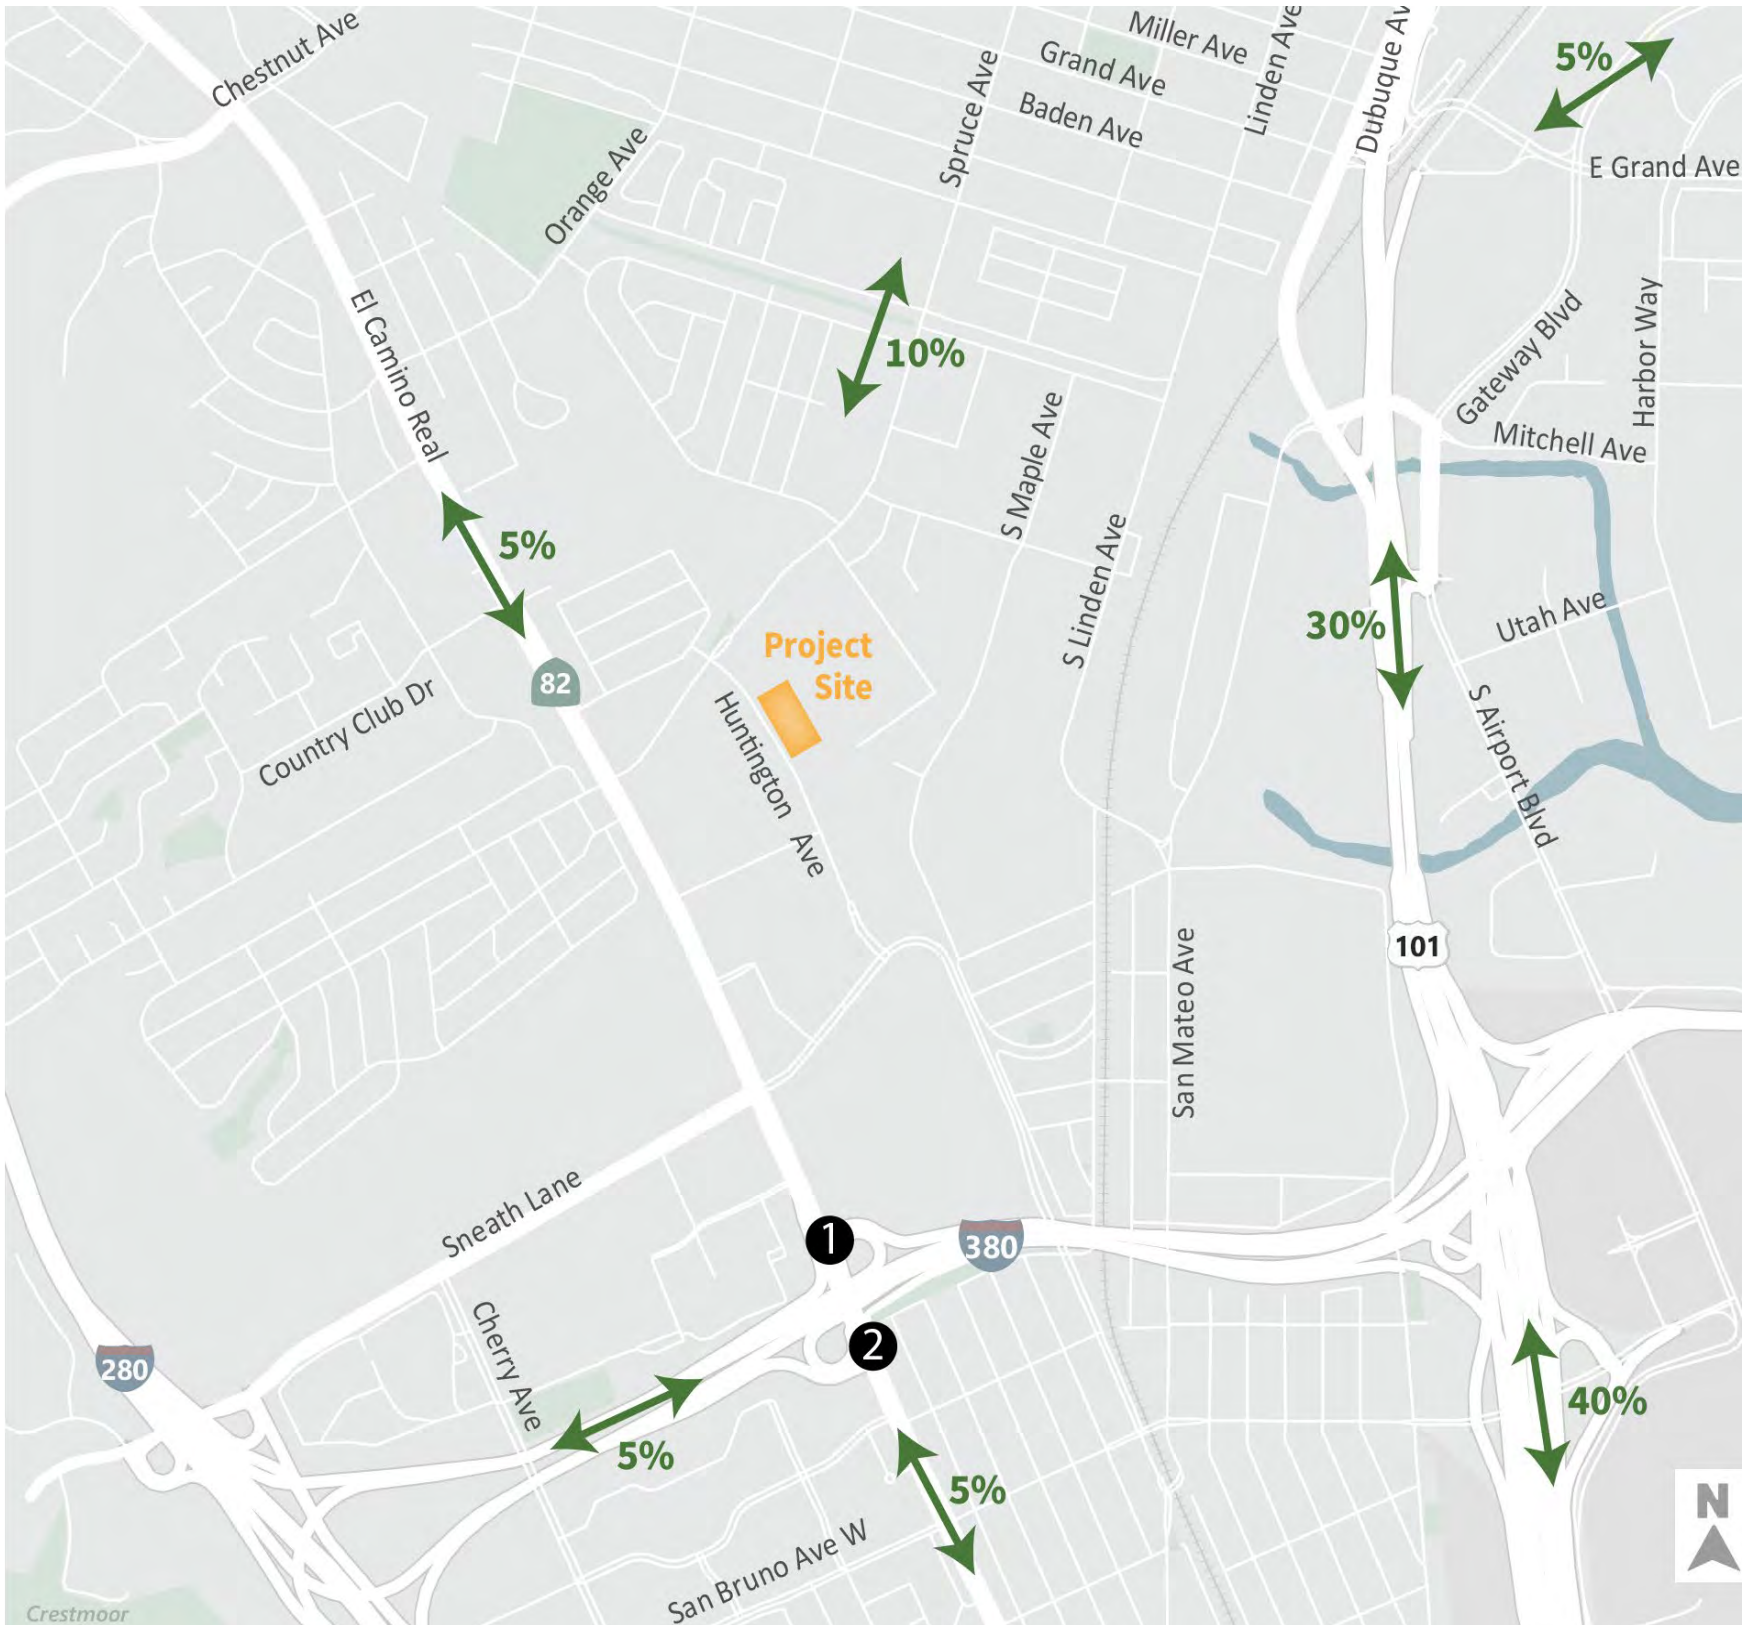 Chestnut Ave
Miller Ave
Grand Ave
Baden Ave
Spruce Ave
Linden Ave
Dubuque Av
5%
E Grand Ave
Orange Ave
10%
El Camino Real
Gateway Blvd
Harbor Way
Mitchell Ave
S Maple Ave
5%
S Linden Ave
30%
Utah Ave
Project
Site
82
Country Club Dr
Huntington Ave
S Airport Blvd
101
San Mateo Ave
Sneath Lane
1
380
Cherry Ave
2
280
40%
5%
5%
San Bruno Ave W
N
Crestmoor